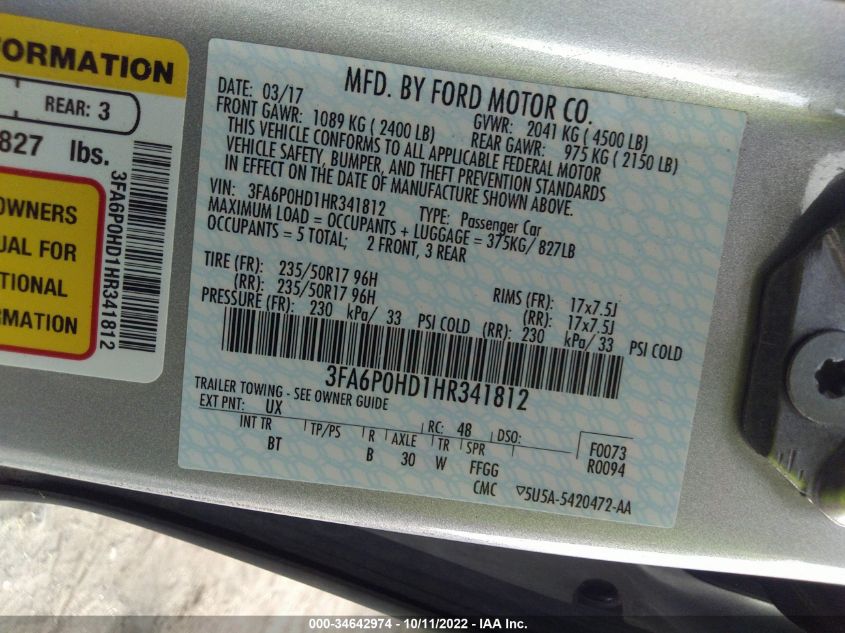 FORMATION
REAR: 3
827 lbs.
OWNERS
UAL FOR
TIONAL
RMATION
3FA6P0HD1HR341812
MFD. BY FORD MOTOR CO.
DATE: 03/17 GVWR: 2041 KG (4500 LB)
FRONT GAWR: 1089 KG (2400 LB) REAR GAWR: 975 KG (2150 LB)
THIS VEHICLE CONFORMS TO ALL APPLICABLE FEDERAL MOTOR
VEHICLE SAFETY, BUMPER, AND THEFT PREVENTION STANDARDS
IN EFFECT ON THE DATE OF MANUFACTURE SHOWN ABOVE.
VIN: 3FA6P0HD1HR341812 TYPE: Passenger Car
MAXIMUM LOAD = OCCUPANTS + LUGGAGE = 375KG/ 827LB
OCCUPANTS = 5 TOTAL; 2 FRONT, 3 REAR
TIRE (FR): 235/50R17 96H RIMS (FR): 17x7.5J
(RR): 235/50R17 96H (RR): 17x7.5J
PRESSURE (FR): 230 kPa/ 33 PSI COLD (RR): 230 kPa/ 33 PSI COLD
3FA6P0HD1HR341812
TRAILER TOWING - SEE OWNER GUIDE
EXT PNT: UX RC: 48 DSO:
INT TR TP/PS R AXLE TR SPR F0073
BT B 30 W FFGG R0094
CMC ▽5U5A-5420472-AA
000-34642974 - 10/11/2022 - IAA Inc.